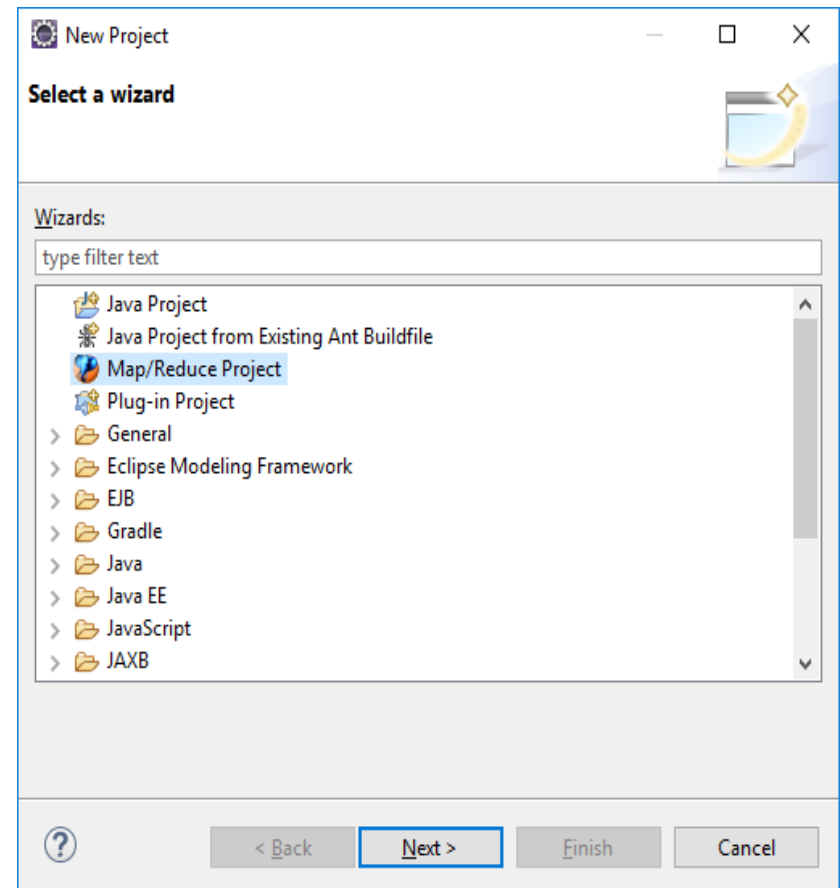 New Project
Select a wizard
Wizards:
type filter text
Java Project
Java Project from Existing Ant Buildfile
Map/Reduce Project
Plug-in Project
General
Eclipse Modeling Framework
EJB
Gradle
Java
Java EE
JavaScript
JAXB
? < Back Next > Finish Cancel